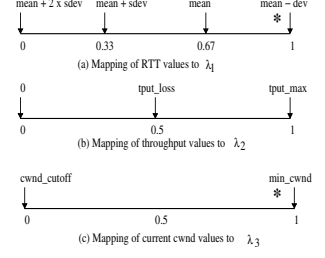 mean + 2 x sdev mean + sdev mean mean − dev
*
0 0.33 0.67 1
(a) Mapping of RTT values to λ1
0 tput_loss tput_max
0 0.5 1
(b) Mapping of throughput values to λ2
cwnd_cutoff min_cwnd
*
0 0.5 1
(c) Mapping of current cwnd values to λ3